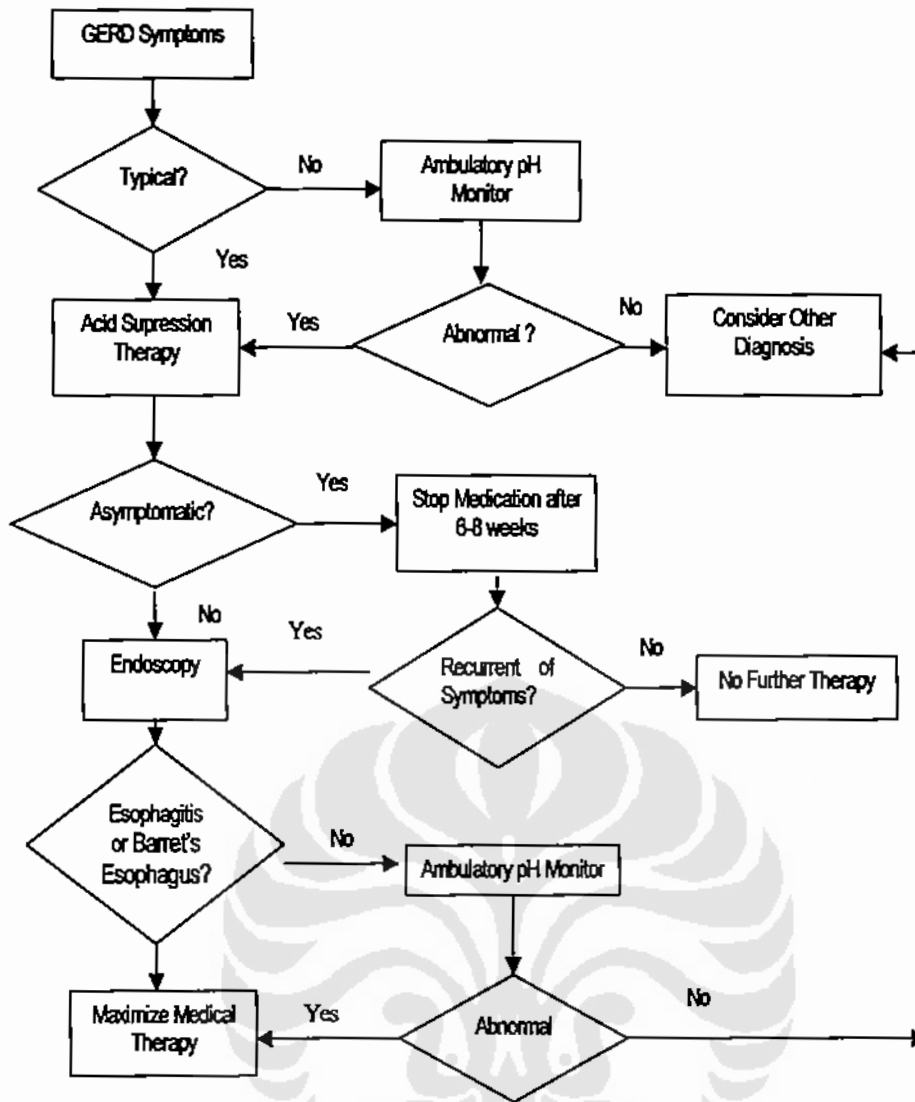 GERD Symptoms
Typical?
No
Ambulatory pH
Monitor
Yes
Acid Supression
Therapy
Yes
Abnormal ?
No
Consider Other
Diagnosis
Asymptomatic?
Yes
Stop Medication after
6-8 weeks
No
Endoscopy
Yes
Recurrent of
Symptoms?
No
No Further Therapy
Esophagitis
or Barret's
Esophagus?
No
Ambulatory pH Monitor
Maximize Medical
Therapy
Yes
Abnormal
No